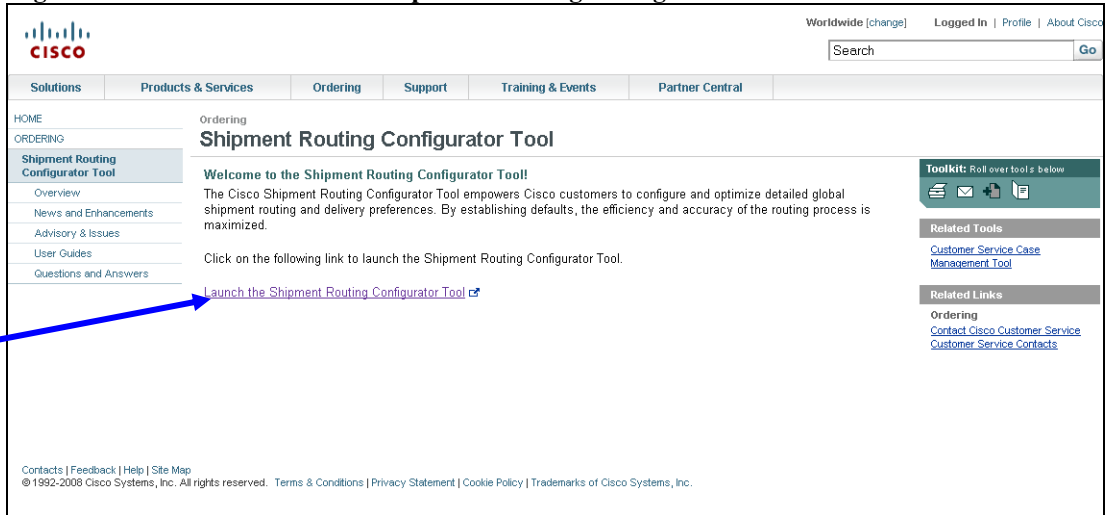 Worldwide [change] Logged In | Profile | About Cisco
CISCO
Search Go
Solutions Products & Services Ordering Support Training & Events Partner Central
HOME
ORDERING
Shipment Routing
Configurator Tool
Overview
News and Enhancements
Advisory & Issues
User Guides
Questions and Answers
Ordering
Shipment Routing Configurator Tool
Welcome to the Shipment Routing Configurator Tool!
The Cisco Shipment Routing Configurator Tool empowers Cisco customers to configure and optimize detailed global
shipment routing and delivery preferences. By establishing defaults, the efficiency and accuracy of the routing process is
maximized.
Click on the following link to launch the Shipment Routing Configurator Tool.
Launch the Shipment Routing Configurator Tool
Toolkit: Roll over tools below
Related Tools
Customer Service Case
Management Tool
Related Links
Ordering
Contact Cisco Customer Service
Customer Service Contacts
Contacts | Feedback | Help | Site Map
© 1992-2008 Cisco Systems, Inc. All rights reserved. Terms & Conditions | Privacy Statement | Cookie Policy | Trademarks of Cisco Systems, Inc.